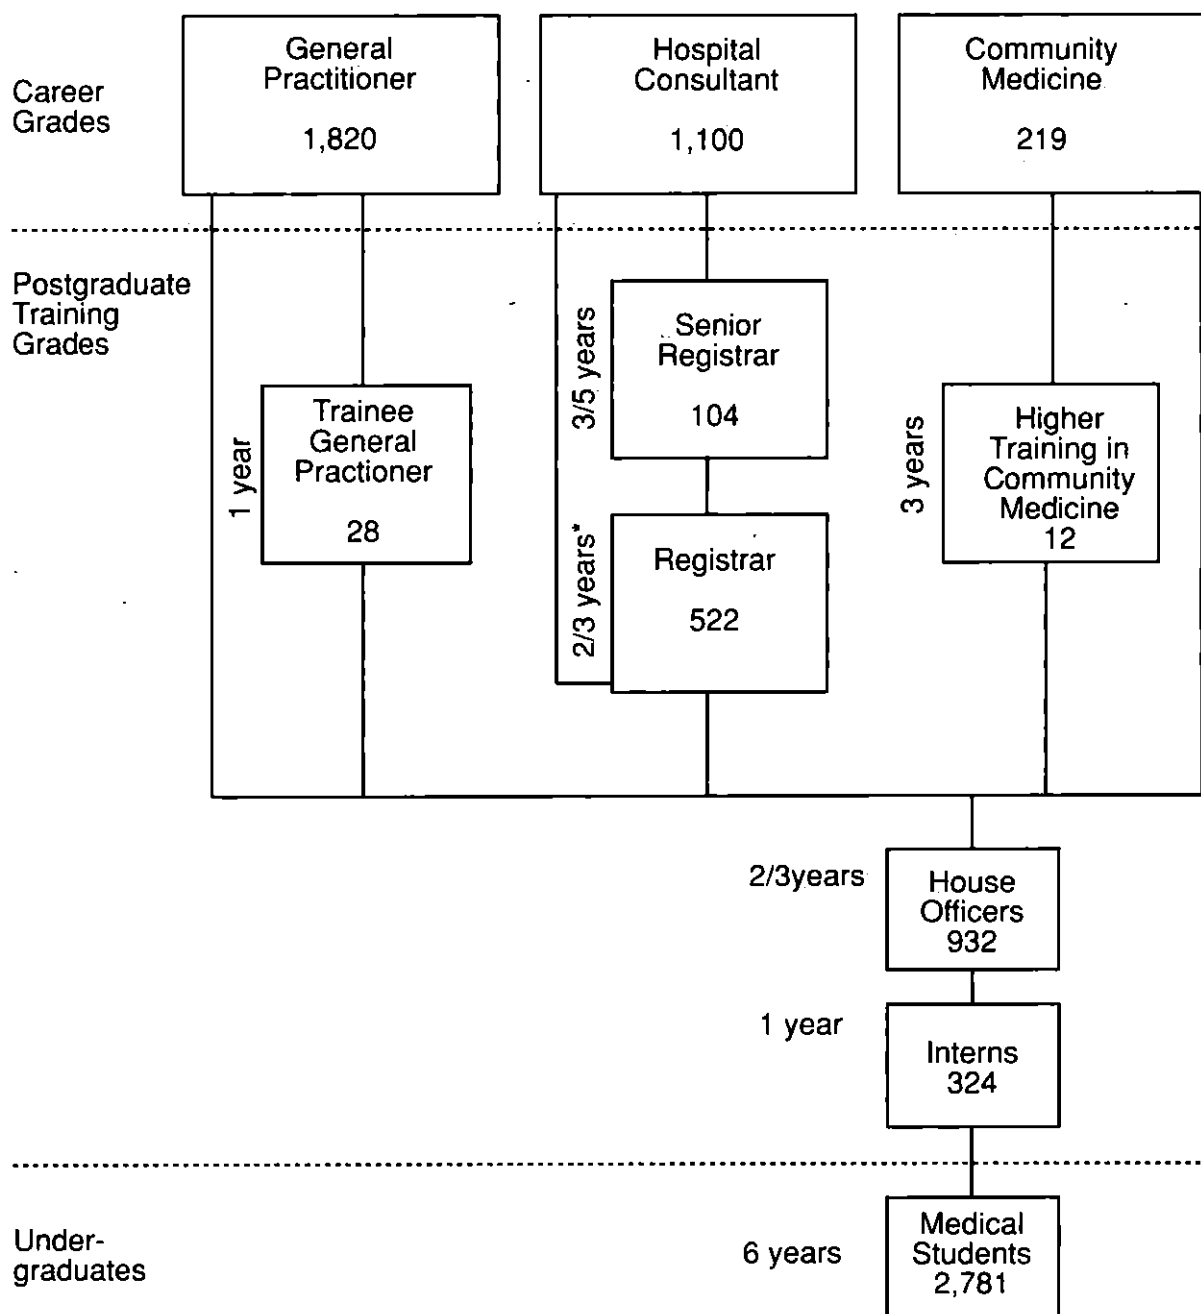 Career
Grades
General
Practitioner
1,820
Hospital
Consultant
1,100
Community
Medicine
219
Postgraduate
Training
Grades
1 year
Trainee
General
Practioner
28
3/5 years
Senior
Registrar
104
2/3 years*
Registrar
522
3 years
Higher
Training in
Community
Medicine
12
2/3years
House
Officers
932
1 year
Interns
324
Under-
graduates
6 years
Medical
Students
2,781